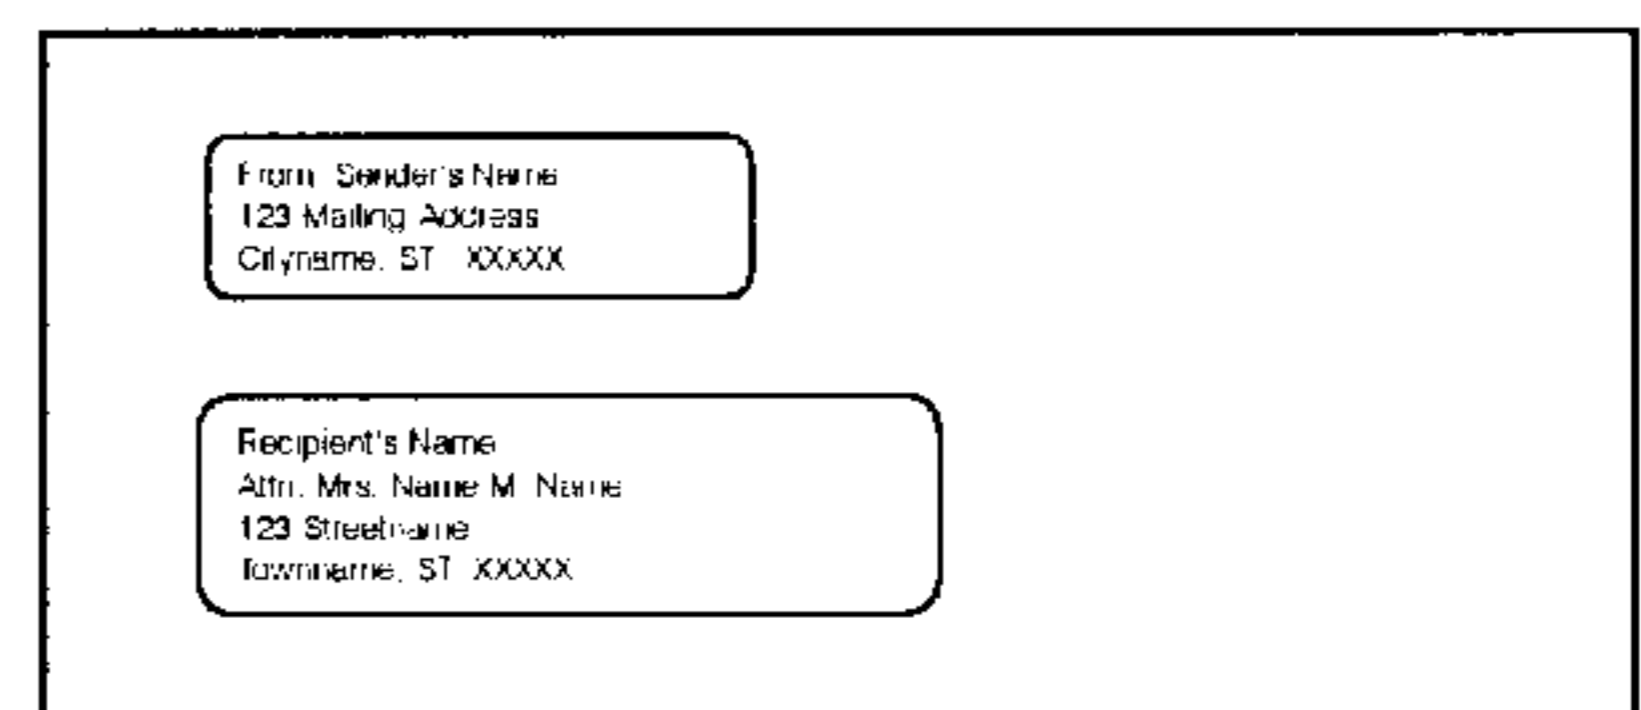 From: Sender's Name
123 Mailing Address
Cityname, ST XXXXX
Recipient's Name
Attn: Mrs. Name M. Name
123 Streetname
Townname, ST XXXXX